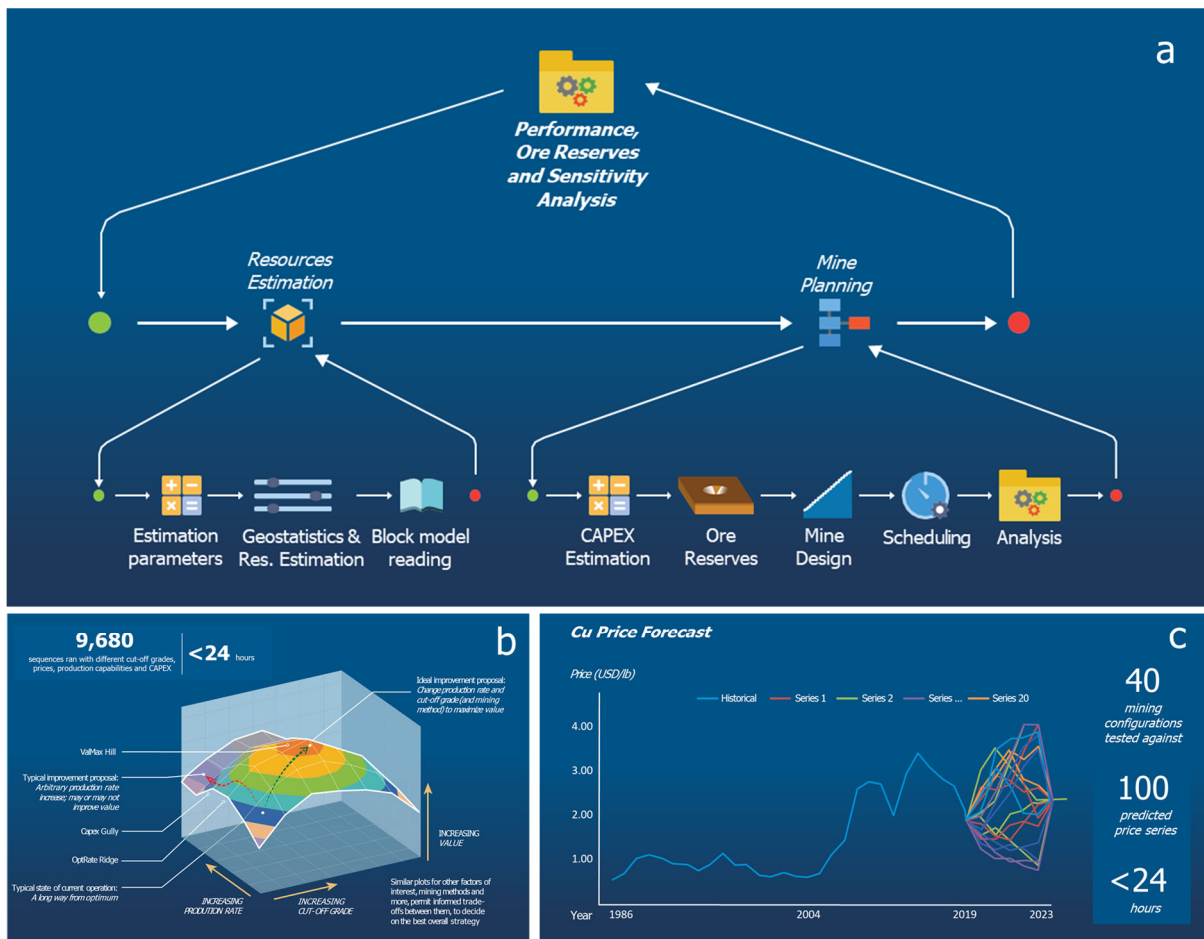 a
Performance,
Ore Reserves
and Sensitivity
Analysis
Resources
Estimation
Mine
Planning
Estimation
parameters
Geostatistics &
Res. Estimation
Block model
reading
CAPEX
Estimation
Ore
Reserves
Mine
Design
Scheduling
Analysis
b
9,680
sequences ran with different cut-off grades,
prices, production capabilities and CAPEX
<24 hours
Ideal improvement proposal:
Change production rate and
cut-off grade (and mining
method) to maximize value
ValMax Hill
Typical improvement proposal:
Arbitrary production rate
increase; may or may not
improve value
Capex Gully
OptRate Ridge
Typical state of current operation:
A long way from optimum
INCREASING
PRODUTION RATE
INCREASING
CUT-OFF GRADE
INCREASING
VALUE
Similar plots for other factors of
interest, mining methods and
more, permit informed trade-
offs between them, to decide
on the best overall strategy
c
Cu Price Forecast
Price (USD/lb)
Historical
Series 1
Series 2
Series ...
Series 20
4.00
3.00
2.00
1.00
Year
1986
2004
2019
2023
40
mining
configurations
tested against
100
predicted
price series
<24
hours